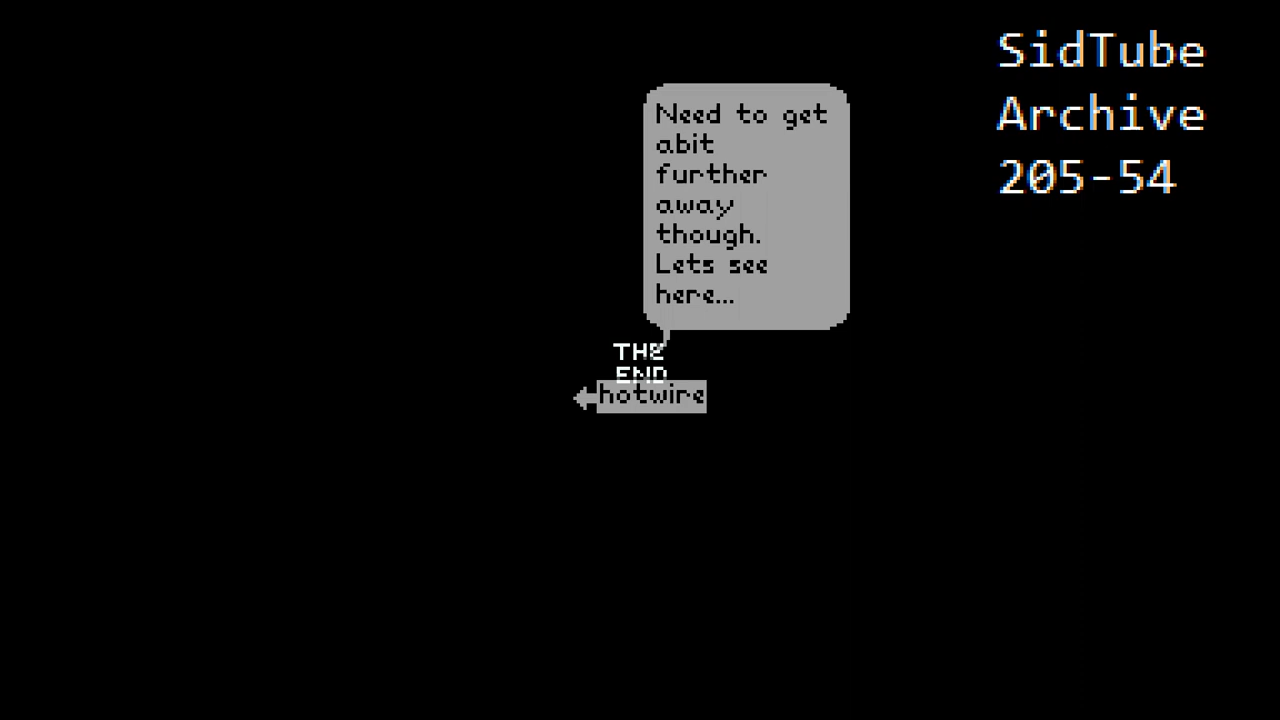 SidTube
Archive
205-54
Need to get
abit
further
away
though.
Lets see
here...
THE
END
hotwire